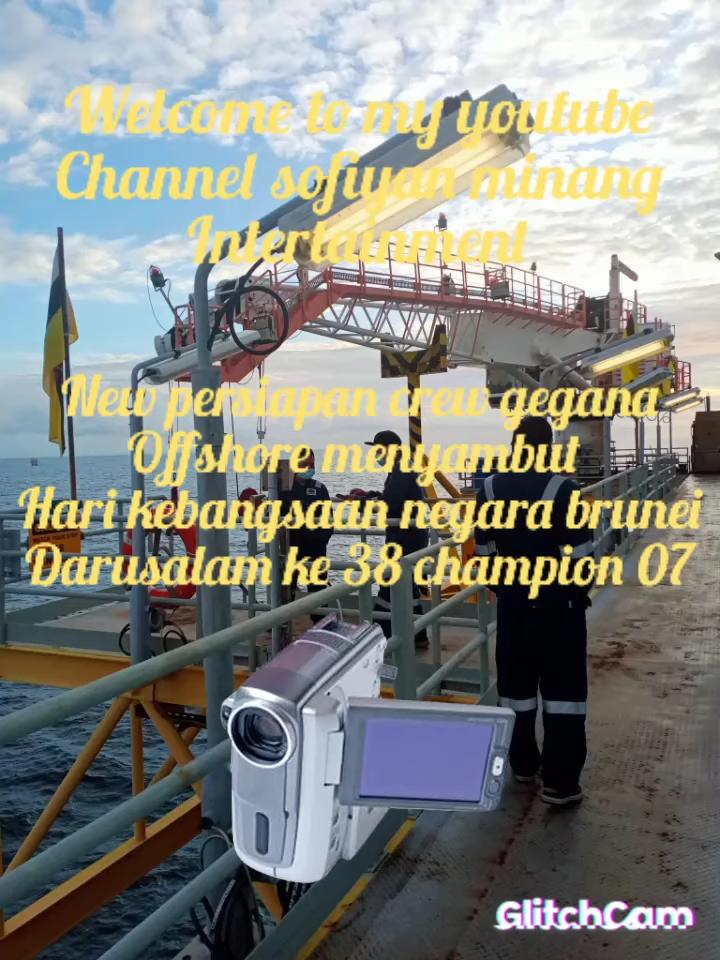 Welcome to my youtube
Channel sofiyan minang
Intertainment
New persiapan crew gegana
Offshore menyambut
Hari kebangsaan negara brunei
Darusalam ke 38 champion 07
GlitchCam